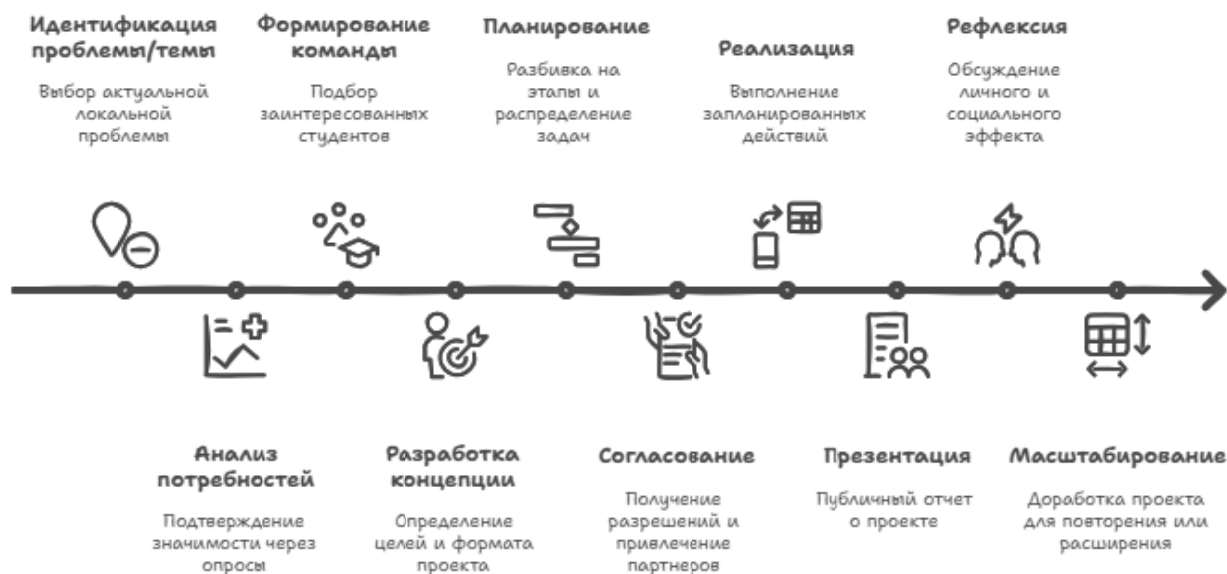 Идентификация
проблемы/темы
Выбор актуальной
локальной
проблемы
Формирование
команды
Подбор
заинтересованных
студентов
Планирование
Разбивка на
этапы и
распределение
задач
Реализация
Выполнение
запланированных
действий
Рефлексия
Обсуждение
личного и
социального
эффекта
Анализ
потребностей
Подтверждение
значимости через
опросы
Разработка
концепции
Определение
целей и формата
проекта
Согласование
Получение
разрешений и
привлечение
партнеров
Презентация
Публичный отчет
о проекте
Масштабирование
Доработка проекта
для повторения или
расширения